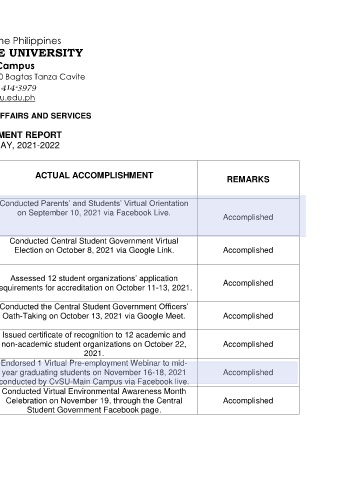 ne Philippines
E UNIVERSITY
Campus
0 Bagtas Tanza Cavite
414-3979
u.edu.ph
FFAIRS AND SERVICES
MENT REPORT
AY, 2021-2022
ACTUAL ACCOMPLISHMENT
REMARKS
Conducted Parents' and Students' Virtual Orientation
on September 10, 2021 via Facebook Live.
Accomplished
Conducted Central Student Government Virtual
Election on October 8, 2021 via Google Link.
Accomplished
Assessed 12 student organizations' application
equirements for accreditation on October 11-13, 2021.
Accomplished
Conducted the Central Student Government Officers'
Oath-Taking on October 13, 2021 via Google Meet.
Accomplished
Issued certificate of recognition to 12 academic and
non-academic student organizations on October 22,
2021.
Accomplished
Endorsed 1 Virtual Pre-employment Webinar to mid-
year graduating students on November 16-18, 2021
conducted by CvSU-Main Campus via Facebook live.
Accomplished
Conducted Virtual Environmental Awareness Month
Celebration on November 19, through the Central
Student Government Facebook page.
Accomplished